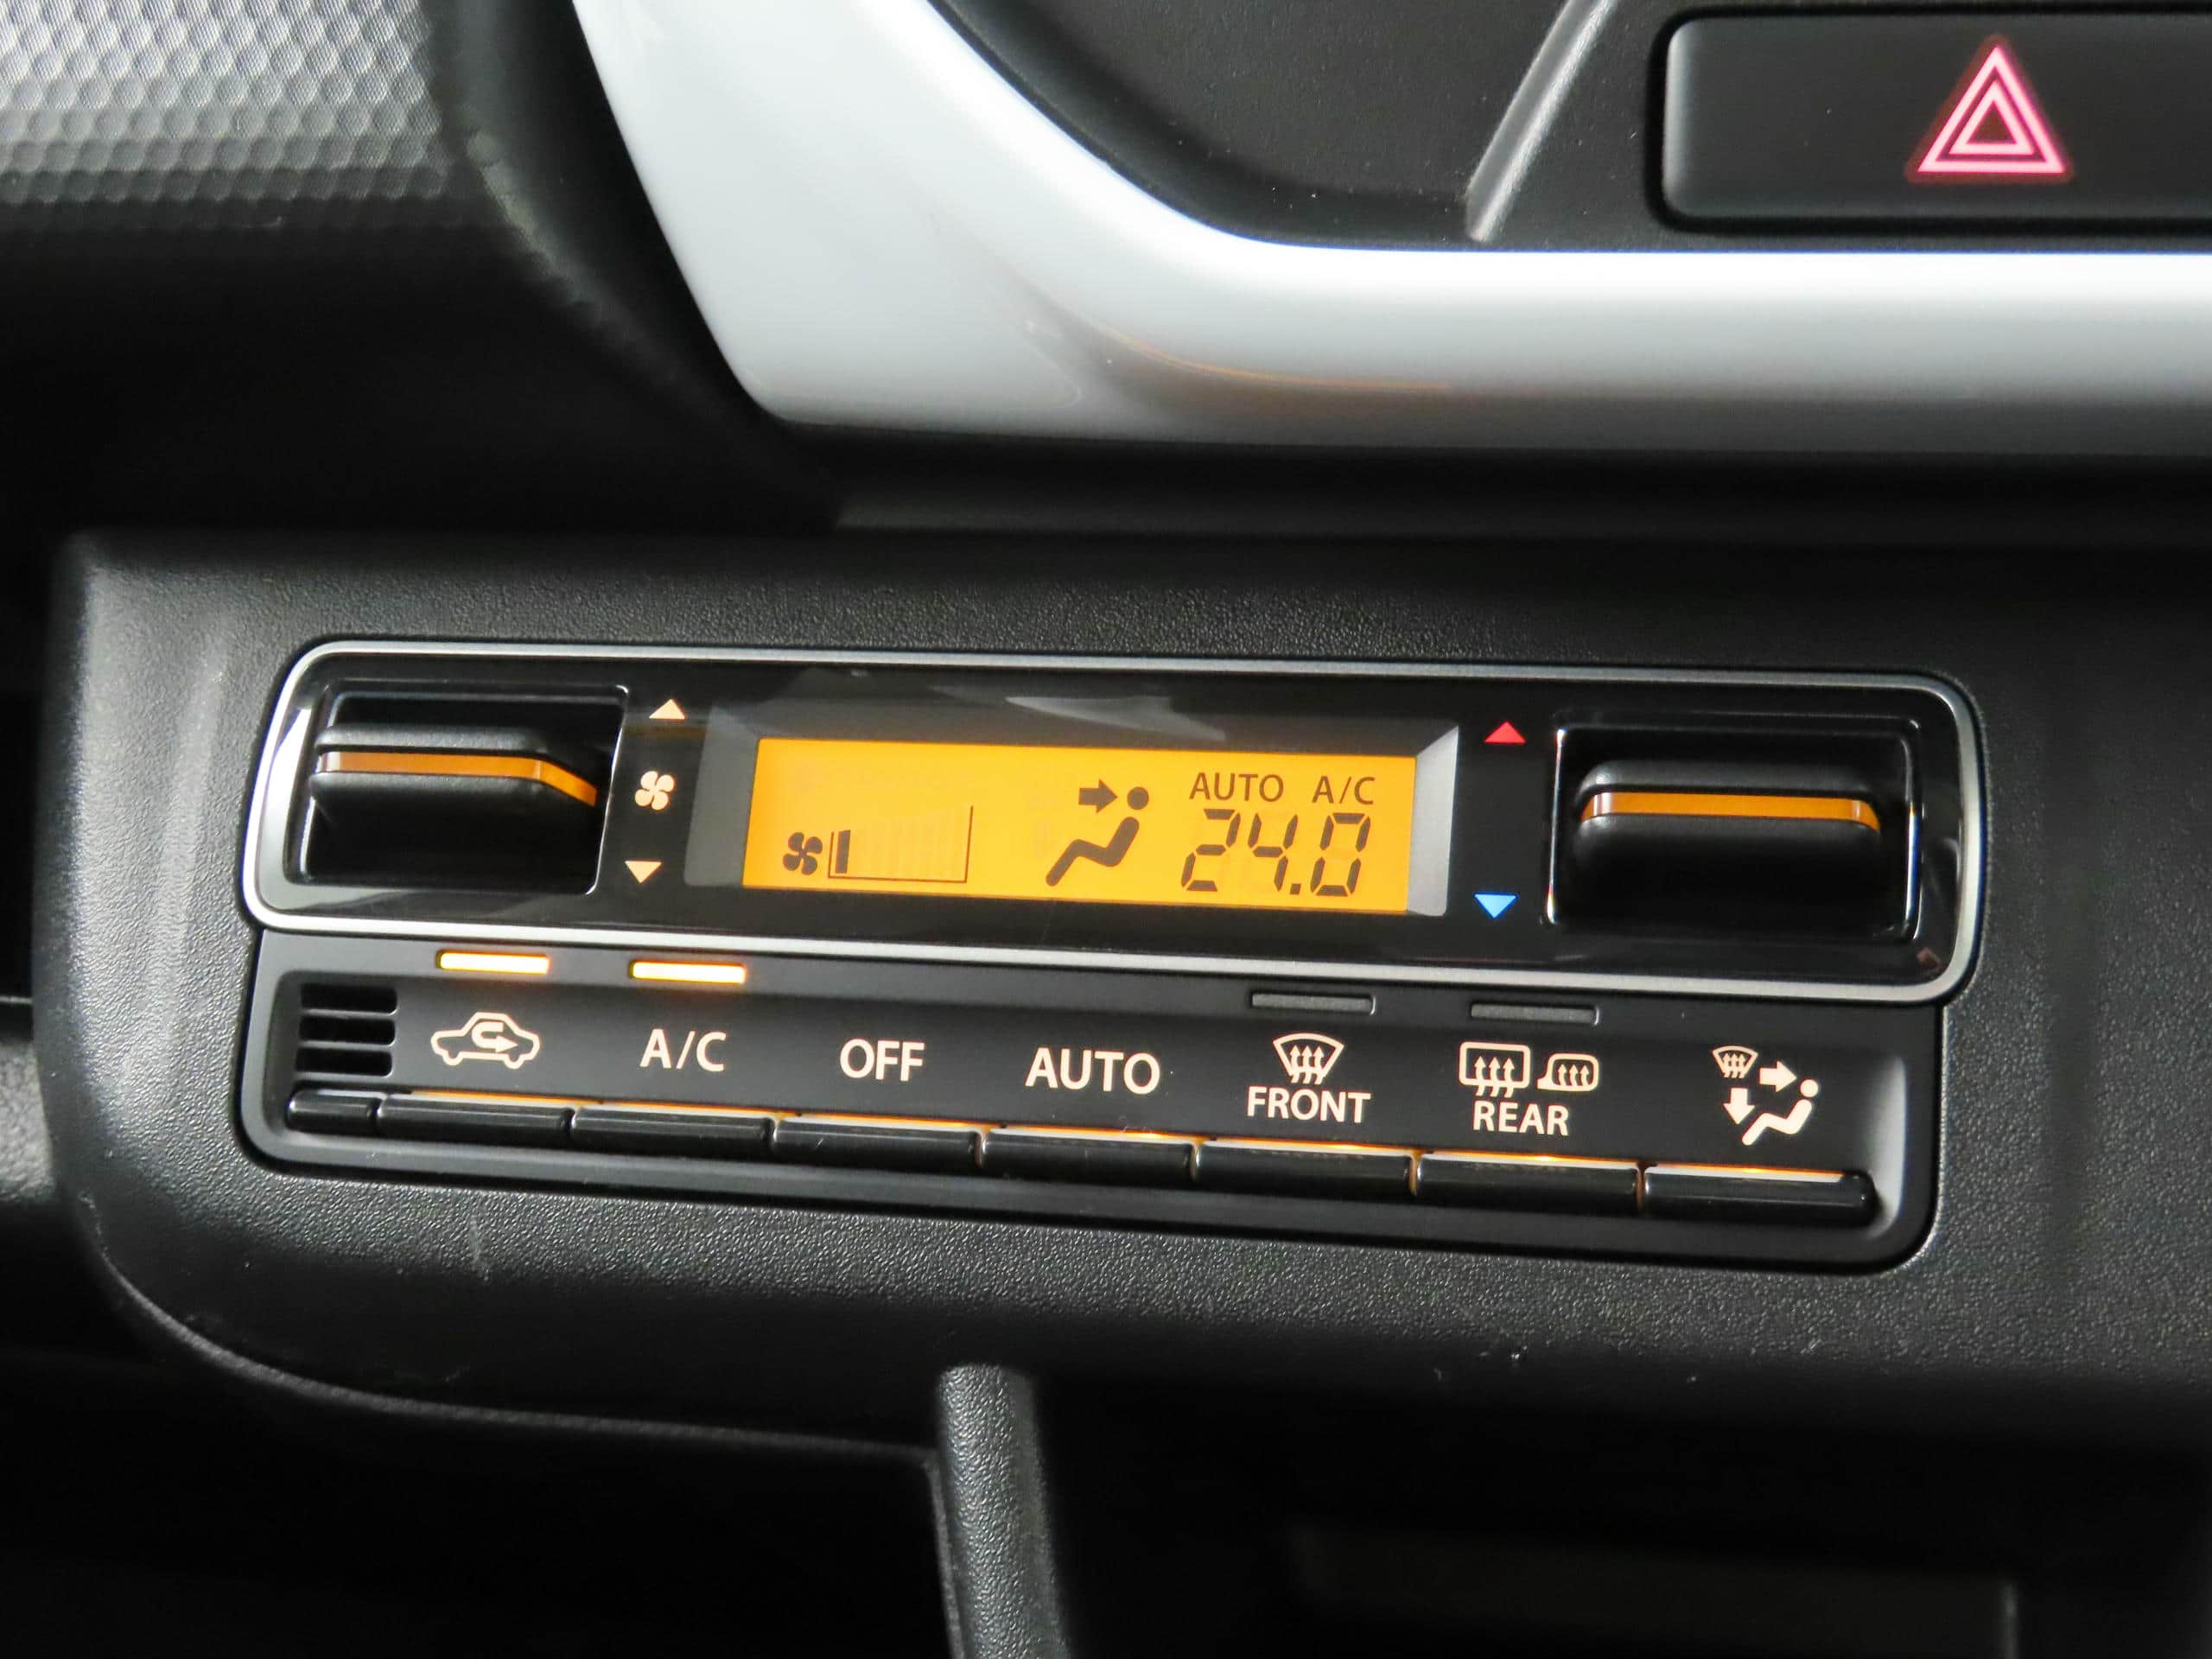 AUTO A/C
24.0
A/C OFF AUTO FRONT REAR